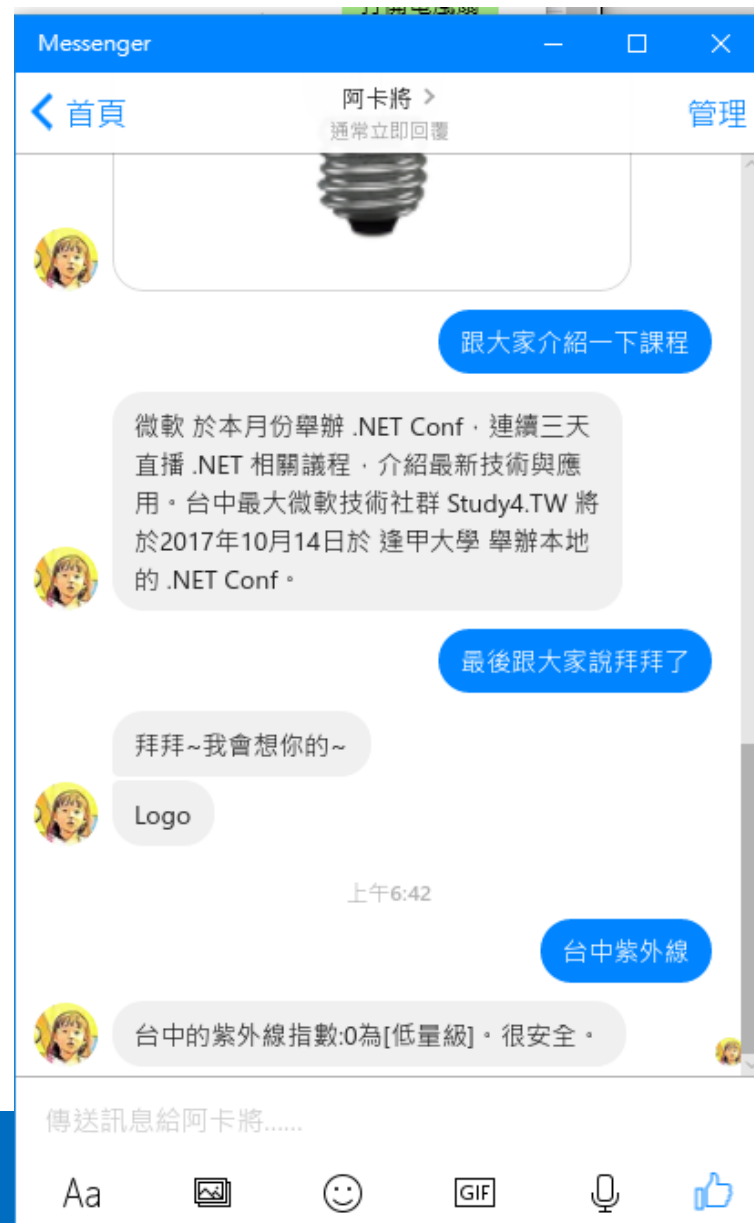 Messenger
首頁
阿卡將 >
通常立即回覆
管理
跟大家介紹一下課程
微軟 於本月份舉辦 .NET Conf，連續三天
直播 .NET 相關議程，介紹最新技術與應
用。台中最大微軟技術社群 Study4.TW 將
於2017年10月14日於 逢甲大學 舉辦本地
的 .NET Conf。
最後跟大家說拜拜了
拜拜~我會想你的~
Logo
上午6:42
台中紫外線
台中的紫外線指數:0為[低量級]。很安全。
傳送訊息給阿卡將......
Aa
GIF